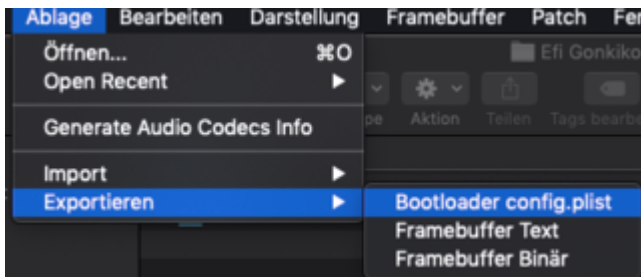 Ablage Bearbeiten Darstellung Framebuffer Patch
Öffnen... ⌘O
Efi
Open Recent ▶
Aktion Teilen Tags
Generate Audio Codecs Info
Import ▶
Exportieren ▶
Bootloader config.plist
Framebuffer Text
Framebuffer Binär